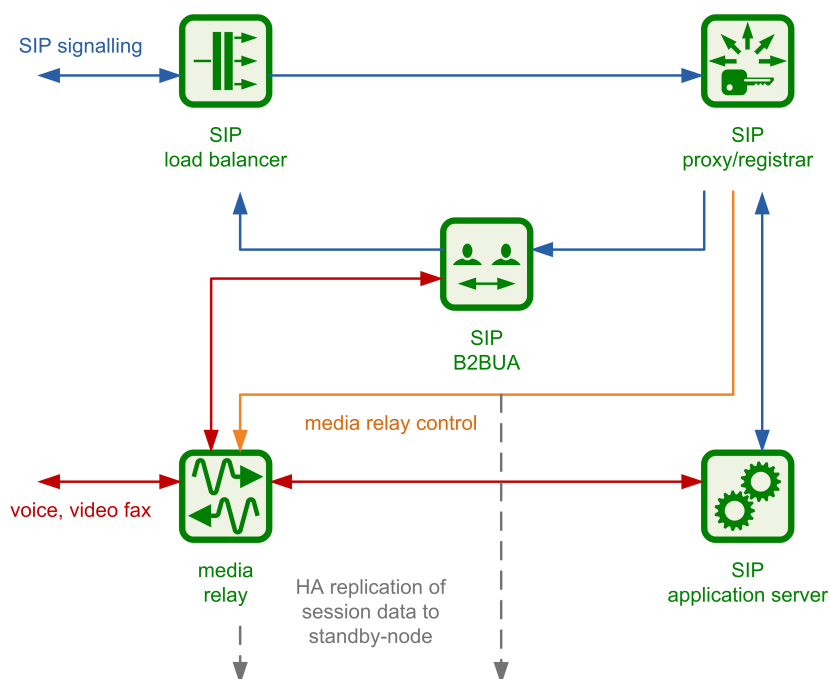 SIP signalling
SIP
load balancer
SIP
proxy/registrar
SIP
B2BUA
media relay control
voice, video fax
media
relay
HA replication of
session data to
standby-node
SIP
application server